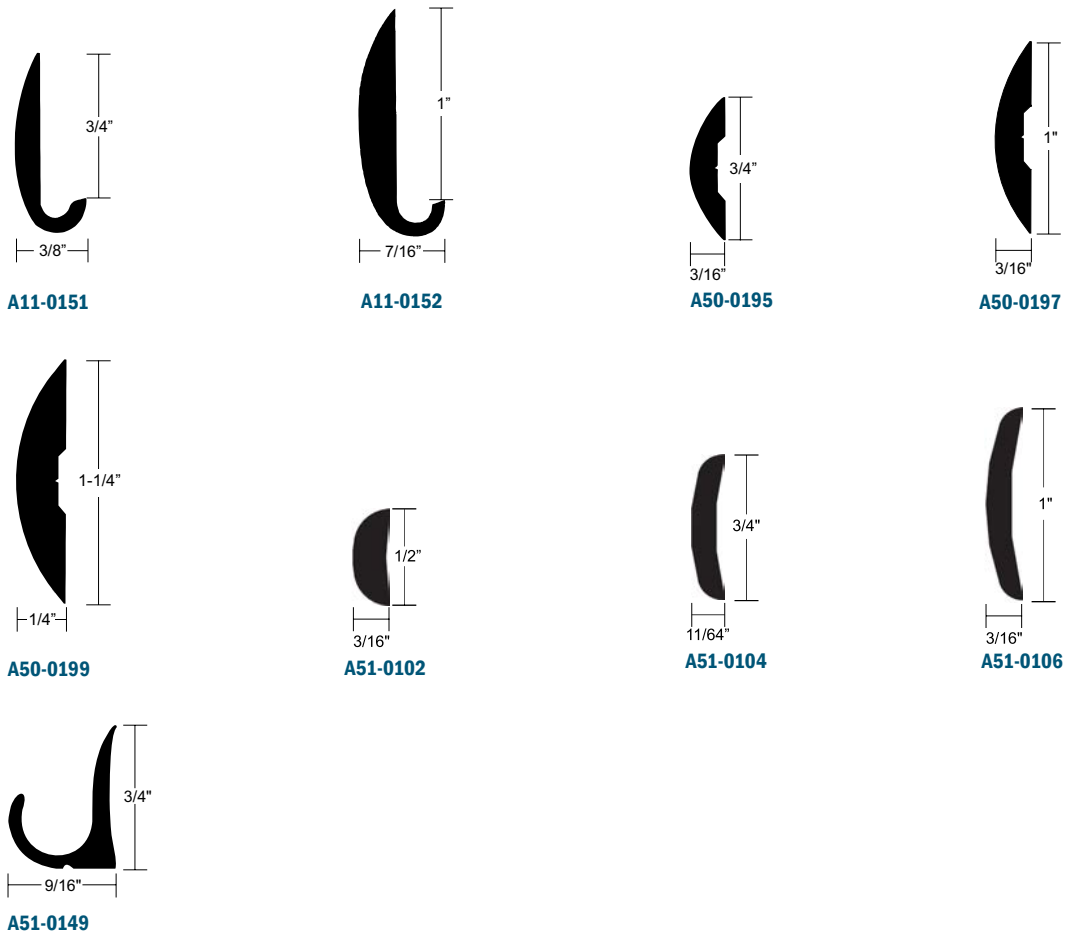 3/4”
3/8”
A11-0151
1”
7/16”
A11-0152
3/4”
3/16”
A50-0195
1"
3/16"
A50-0197
1-1/4”
1/4”
A50-0199
1/2”
3/16"
A51-0102
3/4"
11/64”
A51-0104
1"
3/16"
A51-0106
3/4"
9/16"
A51-0149